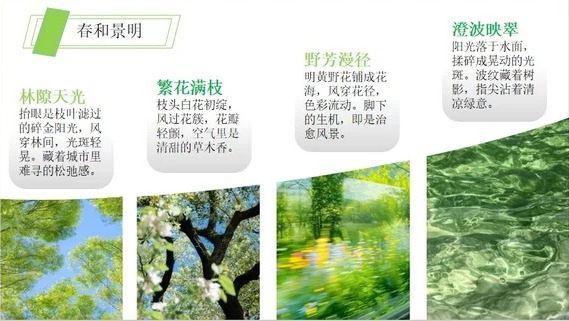 春和景明
林隙天光
抬眼是枝叶滤过
的碎金阳光，风
穿林间，光斑轻
晃。藏着城市里
难寻的松弛感。
繁花满枝
枝头白花初绽，
风过花簇，花瓣
轻颤，空气里是
清甜的草木香。
野芳漫径
明黄野花铺成花
海，风穿花径，
色彩流动。脚下
的生机，即是治
愈风景。
澄波映翠
阳光落于水面，
揉碎成晃动的光
斑。波纹藏着树
影，指尖沾着清
凉绿意。